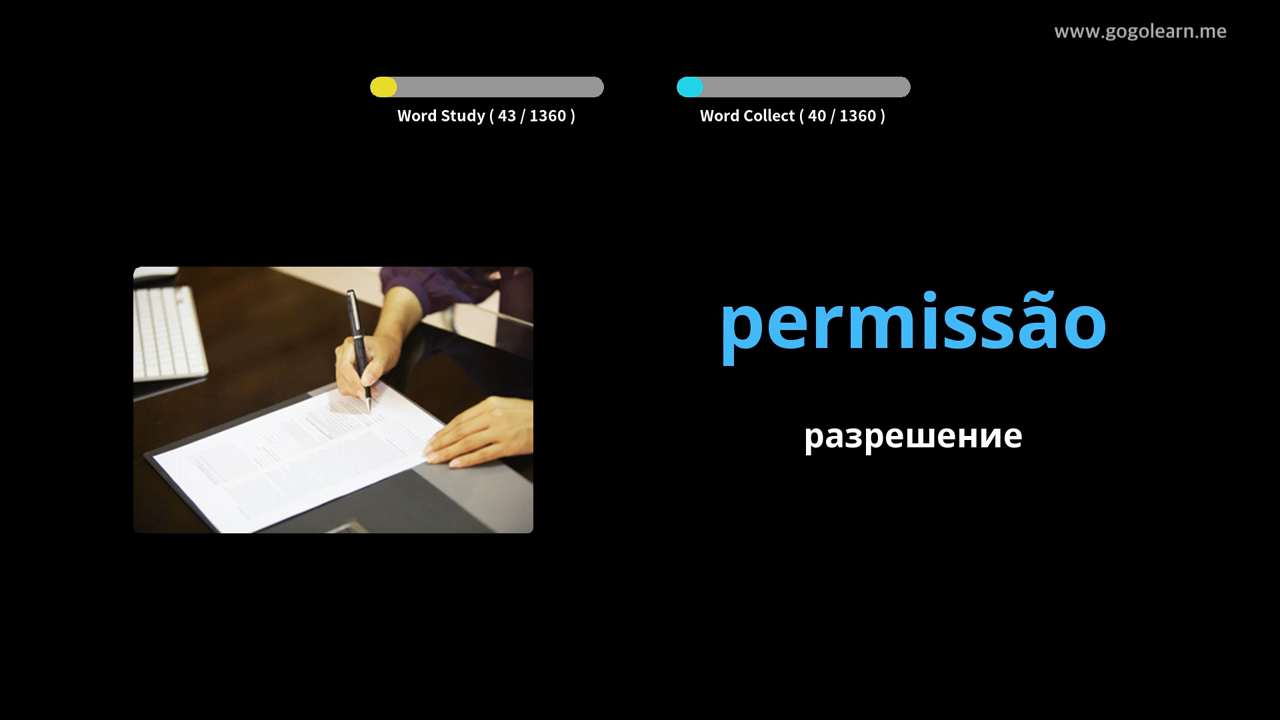 www.gogolearn.me
Word Study ( 43 / 1360 )
Word Collect ( 40 / 1360 )
permissão
разрешение